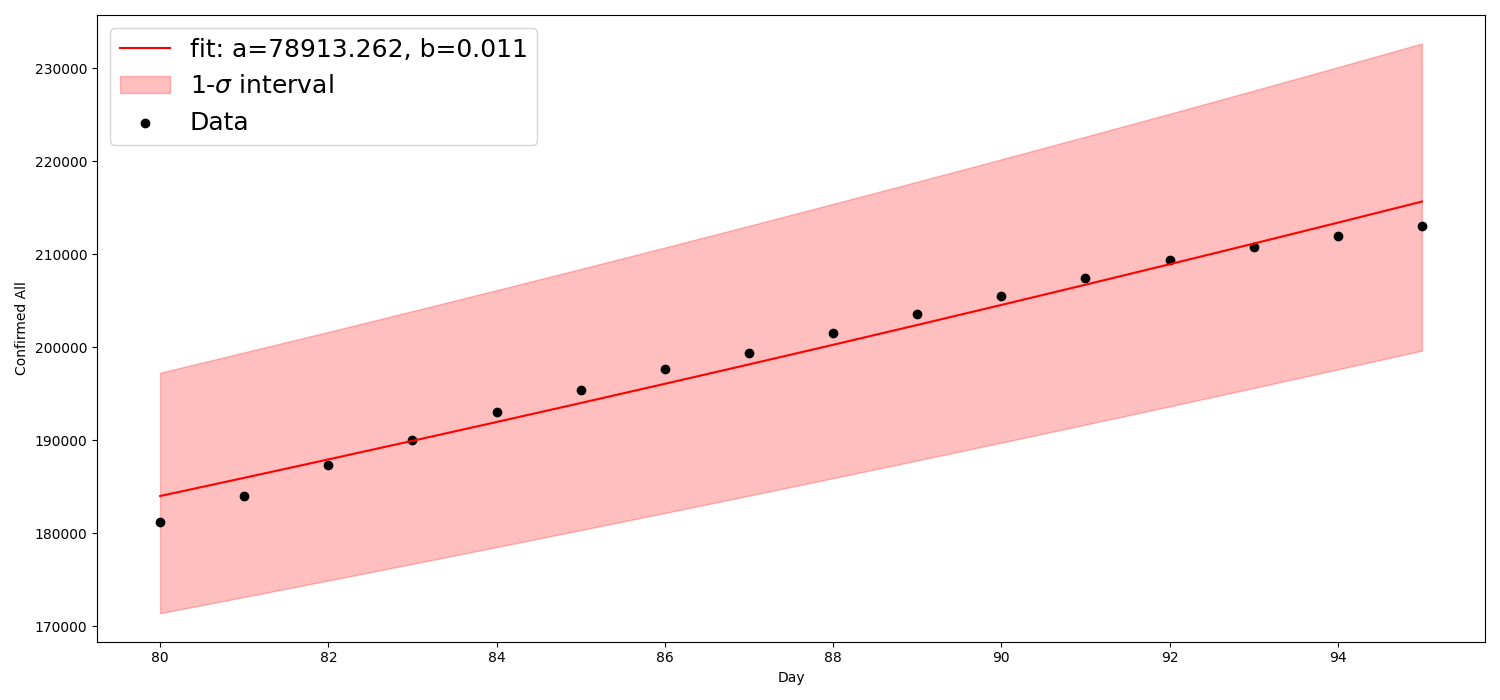 fit: a=78913.262, b=0.011
1-σ interval
Data
230000
220000
210000
200000
190000
180000
170000
Confirmed All
80 82 84 86 88 90 92 94
Day